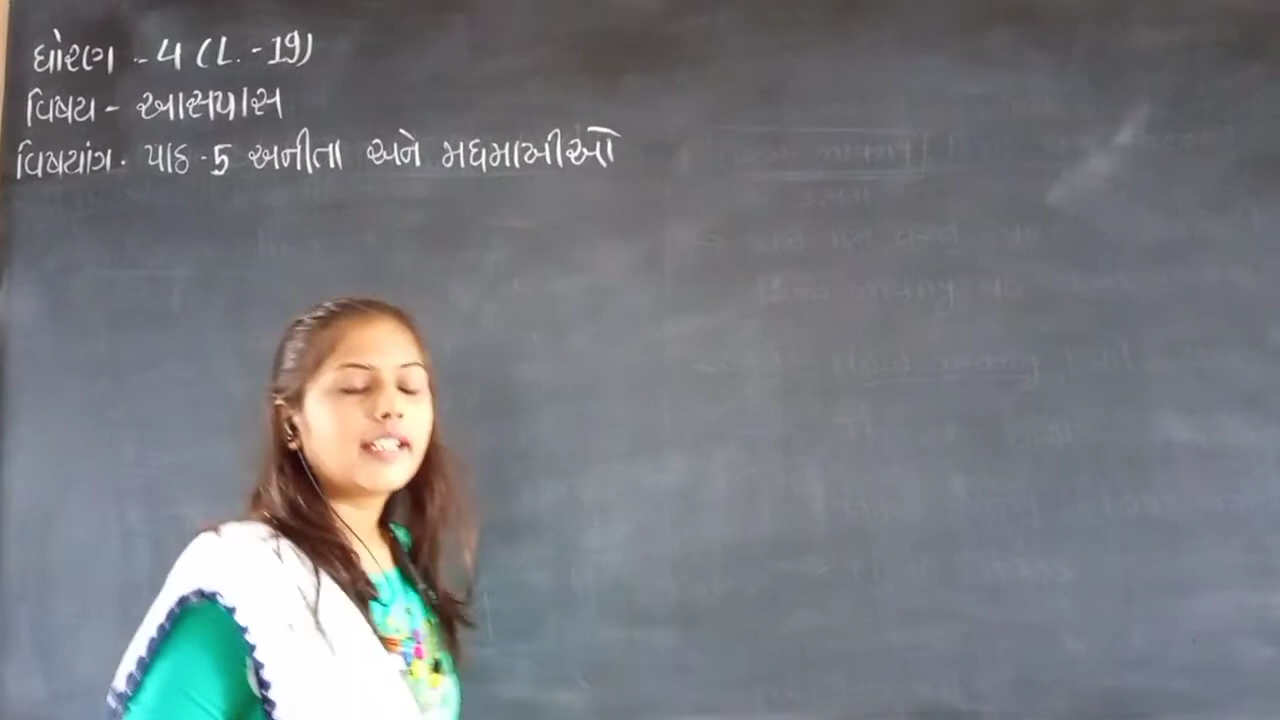 ધોરણ - 4 (L. - 19)
વિષય - આસપાસ
વિષયાંગ. પાઠ - 5 અનીતા અને મધમાખીઓ